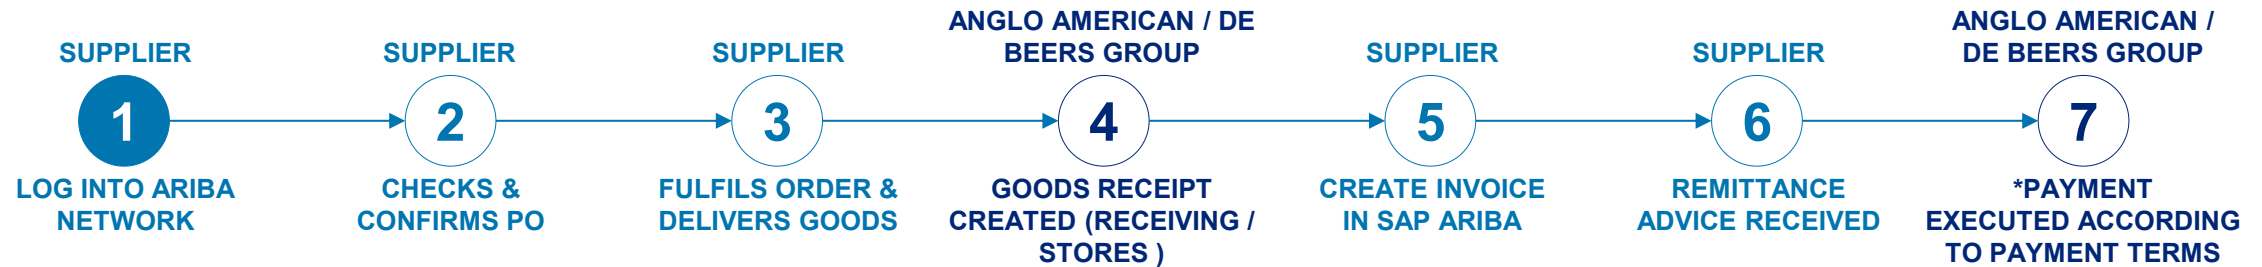 SUPPLIER
1
LOG INTO ARIBA
NETWORK
SUPPLIER
2
CHECKS &
CONFIRMS PO
SUPPLIER
3
FULFILS ORDER &
DELIVERS GOODS
ANGLO AMERICAN / DE
BEERS GROUP
4
GOODS RECEIPT
CREATED (RECEIVING /
STORES )
SUPPLIER
5
CREATE INVOICE
IN SAP ARIBA
SUPPLIER
6
REMITTANCE
ADVICE RECEIVED
ANGLO AMERICAN /
DE BEERS GROUP
7
*PAYMENT
EXECUTED ACCORDING
TO PAYMENT TERMS